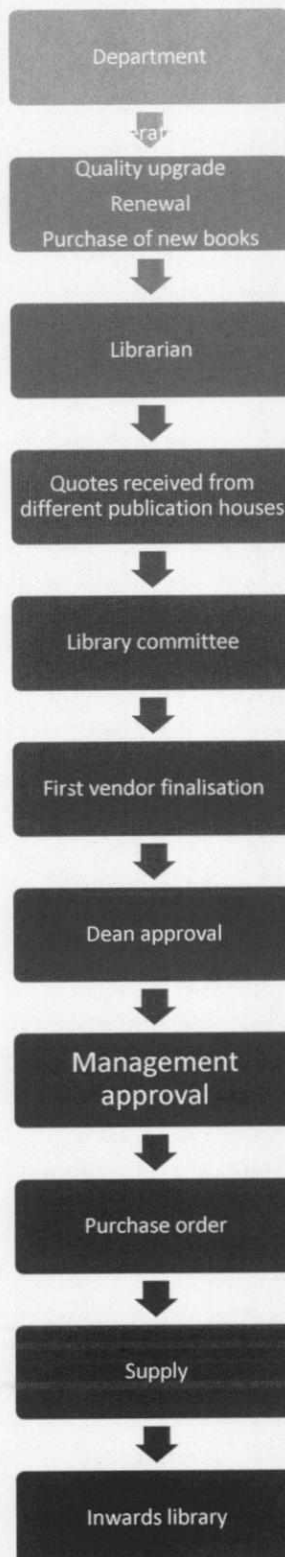 Department
Quality upgrade
Renewal
Purchase of new books
Librarian
Quotes received from
different publication houses
Library committee
First vendor finalisation
Dean approval
Management
approval
Purchase order
Supply
Inwards library